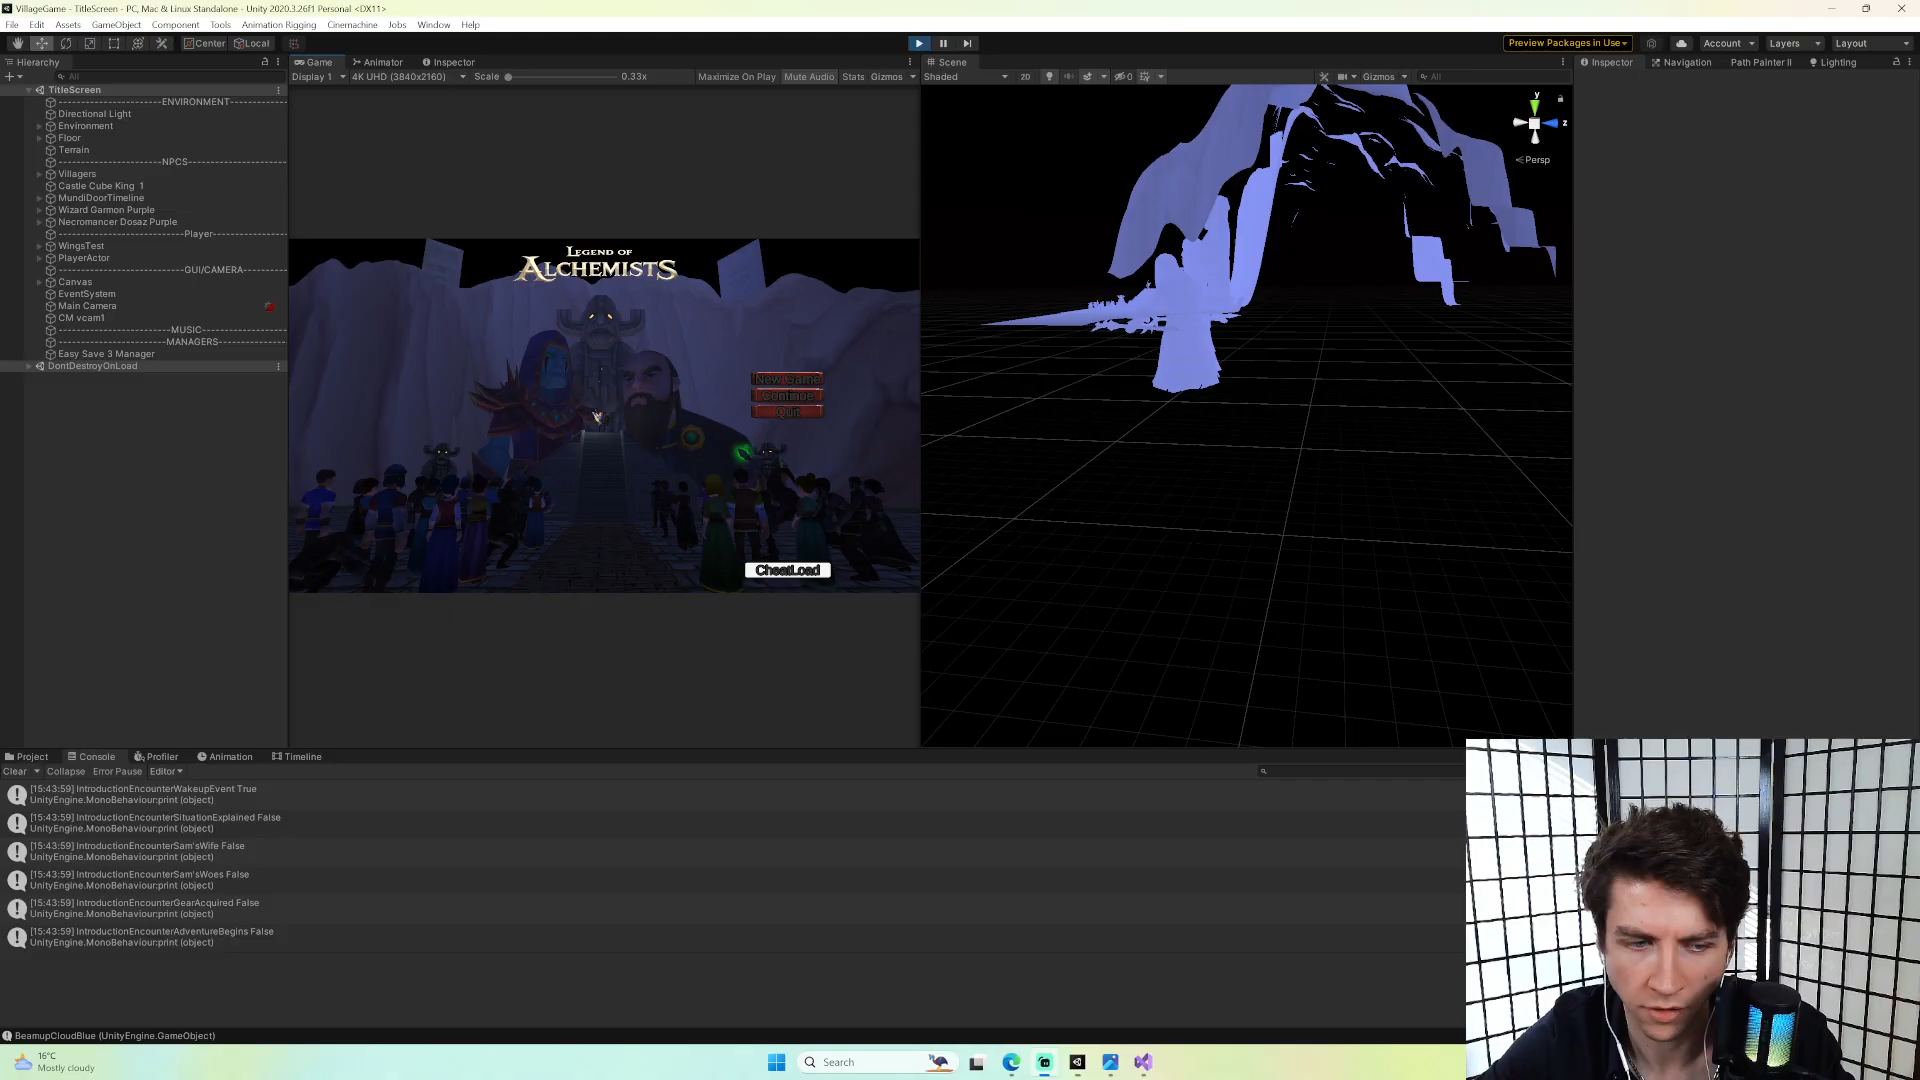 VillageGame - TitleScreen - PC, Mac & Linux Standalone - Unity 2020.3.26f1 Personal <DX11>
File Edit Assets GameObject Component Tools Animation Rigging Cinemachine Jobs Window Help
Center Local
Preview Packages in Use Account Layers Layout
Hierarchy
All
TitleScreen
-----------------------ENVIRONMENT-----------------------
Directional Light
Environment
Floor
Terrain
-----------------------NPCS-----------------------
Villagers
Castle Cube King 1
MundiDoorTimeline
Wizard Garmon Purple
Necromancer Dosaz Purple
-----------------------Player-----------------------
WingsTest
PlayerActor
-----------------------GUI/CAMERA-----------------------
Canvas
EventSystem
Main Camera
CM vcam1
-----------------------MUSIC-----------------------
-----------------------MANAGERS-----------------------
Easy Save 3 Manager
DontDestroyOnLoad
Game Animator Inspector
Display 1 4K UHD (3840x2160) Scale 0.33x Maximize On Play Mute Audio Stats Gizmos
LEGEND OF
ALCHEMISTS
New Game
Continue
Quit
CheatLoad
Scene
Shaded 2D 0 Gizmos All
y
z
Persp
Inspector Navigation Path Painter II Lighting
Project Console Profiler Animation Timeline
Clear Collapse Error Pause Editor
[15:43:59] IntroductionEncounterWakeupEvent True
UnityEngine.MonoBehaviour:print (object)
[15:43:59] IntroductionEncounterSituationExplained False
UnityEngine.MonoBehaviour:print (object)
[15:43:59] IntroductionEncounterSam'sWife False
UnityEngine.MonoBehaviour:print (object)
[15:43:59] IntroductionEncounterSam'sWoes False
UnityEngine.MonoBehaviour:print (object)
[15:43:59] IntroductionEncounterGearAcquired False
UnityEngine.MonoBehaviour:print (object)
[15:43:59] IntroductionEncounterAdventureBegins False
UnityEngine.MonoBehaviour:print (object)
BeamupCloudBlue (UnityEngine.GameObject)
16°C
Mostly cloudy
Search